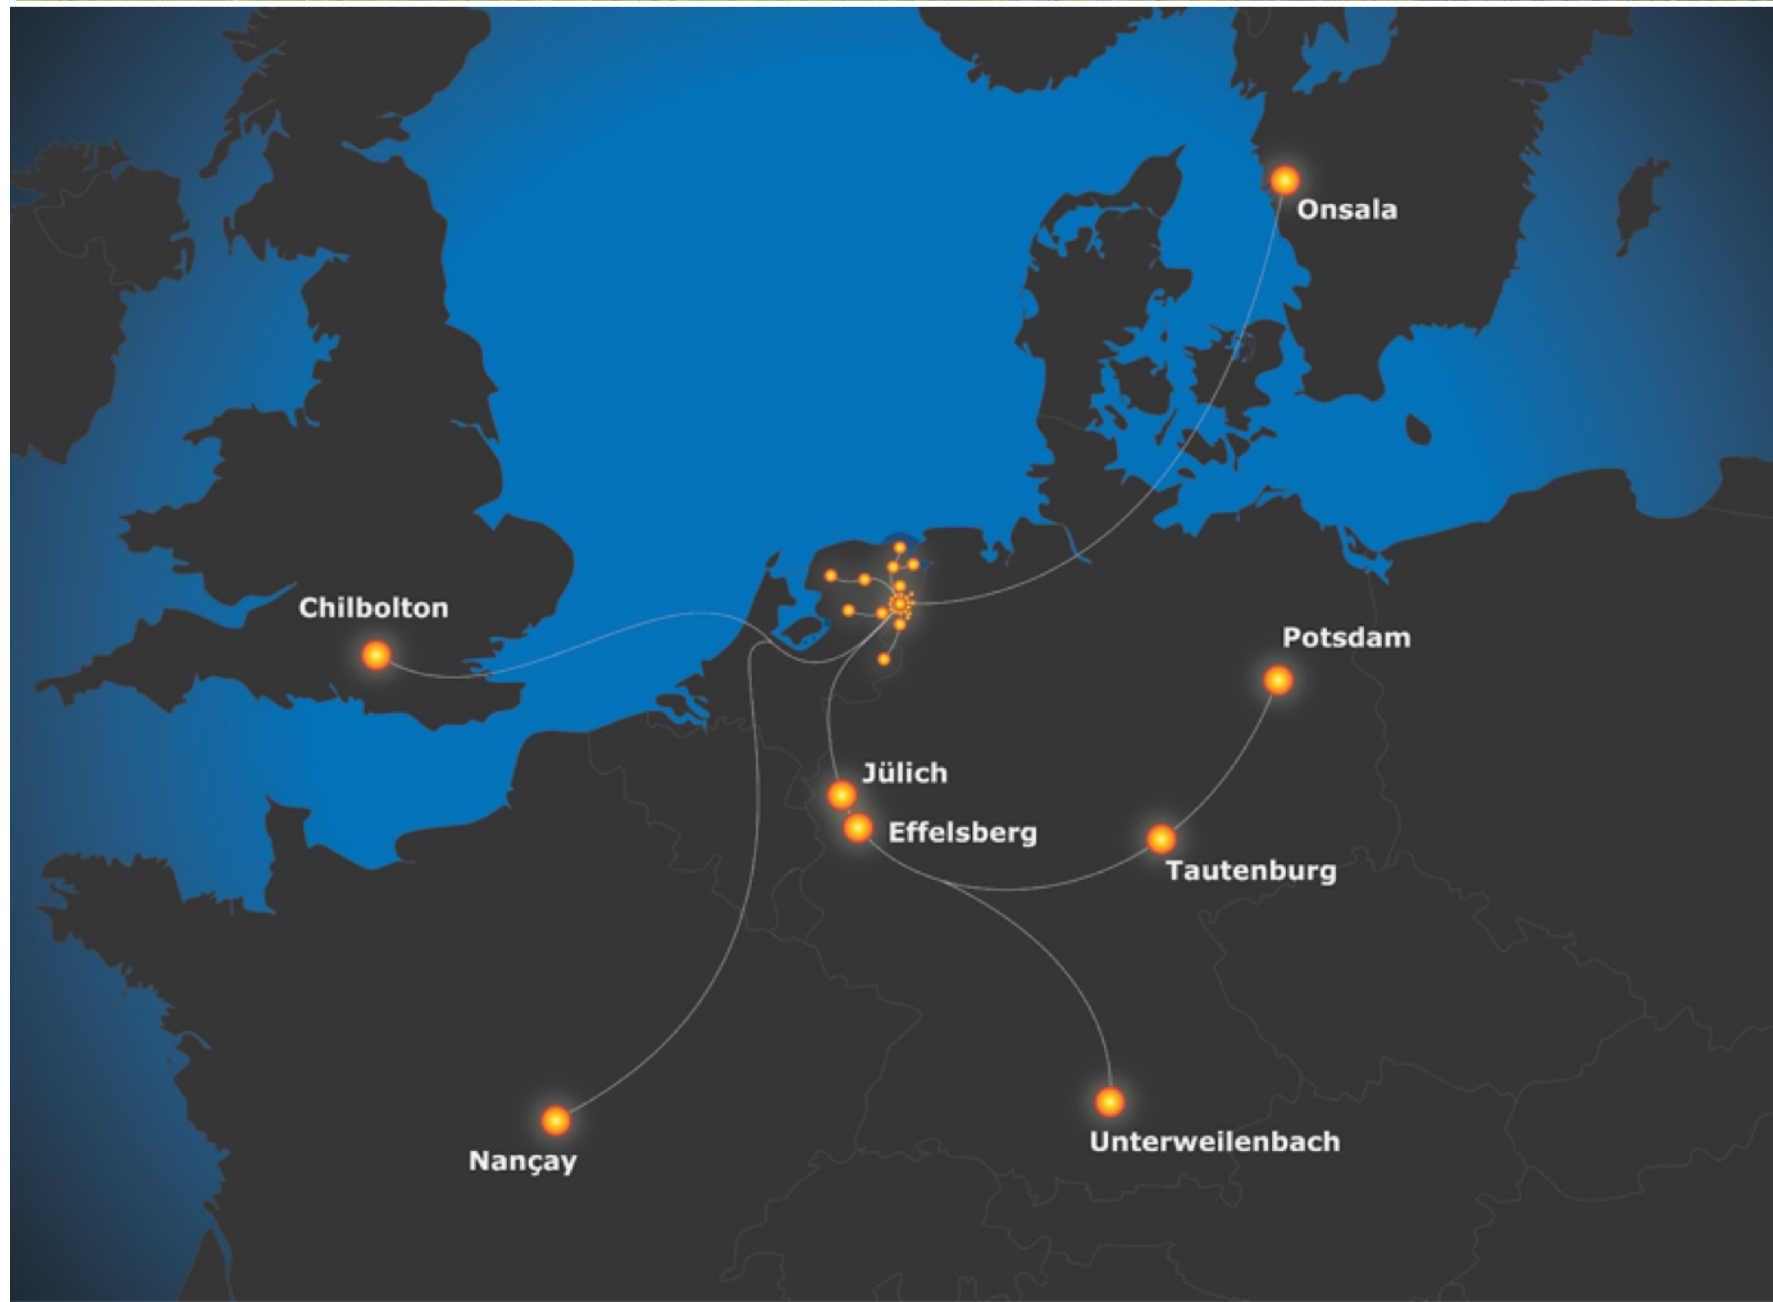 Onsala
Chilbolton
Potsdam
Jülich
Effelsberg
Tautenburg
Unterweilenbach
Nançay